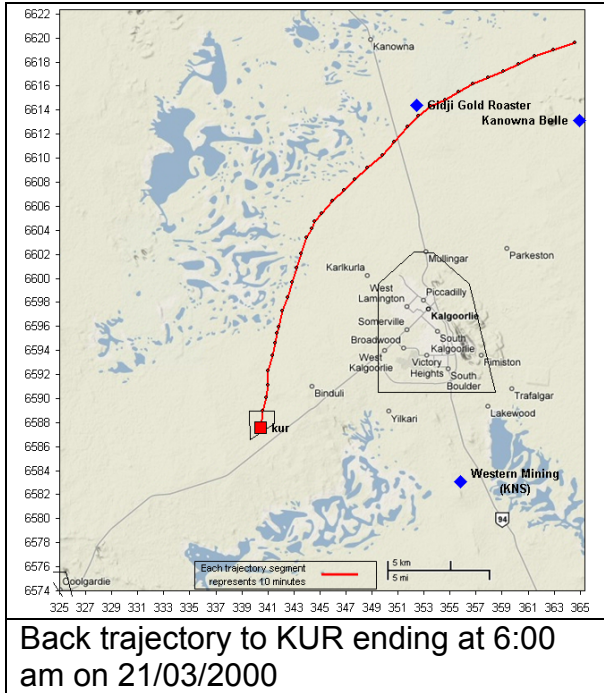 6622
6620
6618
6616
6614
6612
6610
6608
6606
6604
6602
6600
6598
6596
6594
6592
6590
6588
6586
6584
6582
6580
6578
6576
6574
Kanowna
Gidji Gold Roaster
Kanowna Belle
Mullingar
Parkeston
Karlkurla
West
Lamington
Piccadilly
Kalgoorlie
Somerville
Broadwood
South
Kalgoorlie
West
Kalgoorlie
Victory
Heights
Fimiston
South
Boulder
Binduli
Trafalgar
Yilkari
Lakewood
kur
Western Mining
(KNS)
94
Coolgardie
Each trajectory segment
represents 10 minutes
5 km
5 mi
325 327 329 331 333 335 337 339 341 343 345 347 349 351 353 355 357 359 361 363 365
Back trajectory to KUR ending at 6:00
am on 21/03/2000